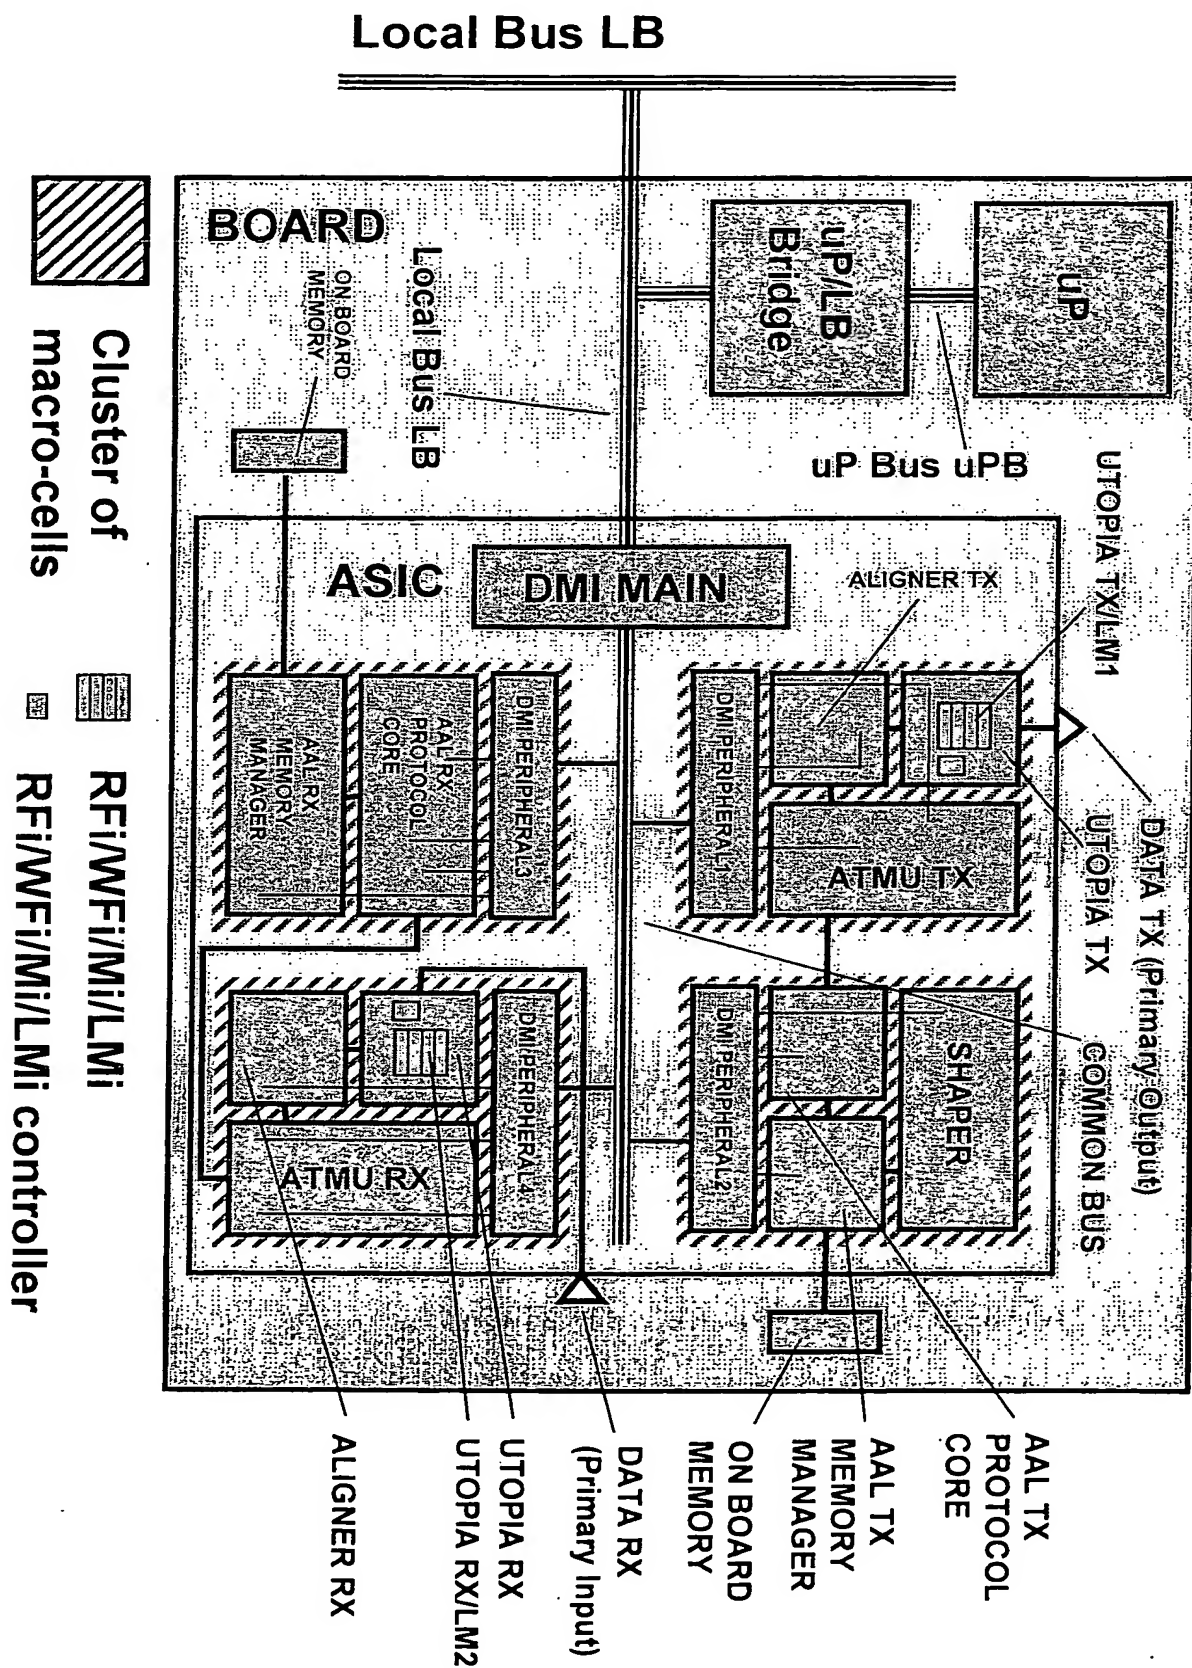 Local Bus LB
BOARD
uP/LB
Bridge
uP
uP Bus uPB
Local Bus LB
ON BOARD
MEMORY
ASIC
DMI MAIN
ALIGNER TX
UTOPIA TX/LM1
DATA TX (Primary Output)
UTOPIA TX
COMMON BUS
DMI PERIPHERAL1
ATMU TX
DMI PERIPHERAL2
SHAPER
DMI PERIPHERAL3
AAL RX
PROTOCOL
CORE
AAL RX
MEMORY
MANAGER
DMI PERIPHERAL4
ATMU RX
AAL TX
PROTOCOL
CORE
AAL TX
MEMORY
MANAGER
ON BOARD
MEMORY
DATA RX
(Primary Input)
UTOPIA RX
UTOPIA RX/LM2
ALIGNER RX
Cluster of
macro-cells
RFi/WFi/Mi/LMi
RFi/WFi/Mi/LMi controller